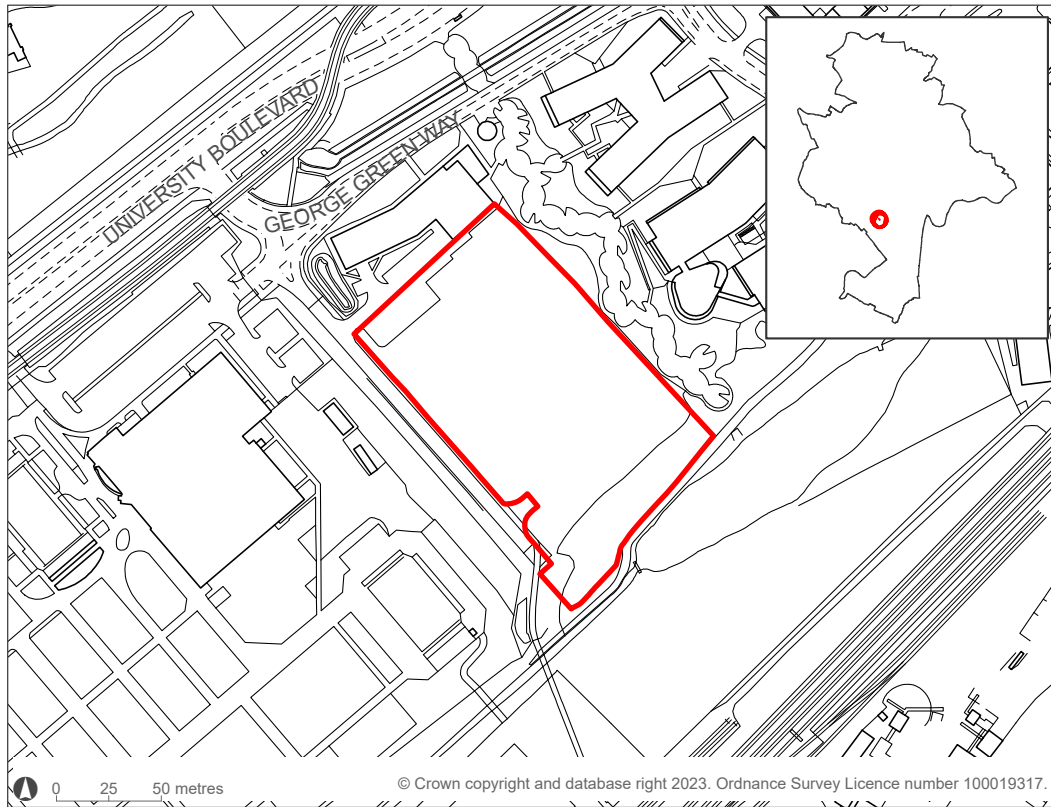 UNIVERSITY BOULEVARD
GEORGE GREEN WAY
0 25 50 metres
© Crown copyright and database right 2023. Ordnance Survey Licence number 100019317.